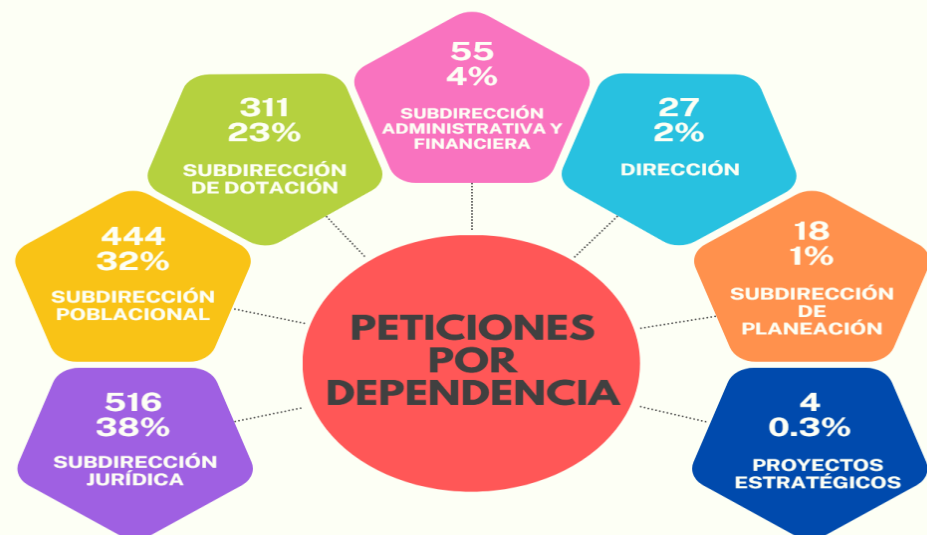 55
4%
SUBDIRECCIÓN
ADMINISTRATIVA Y
FINANCIERA
311
23%
SUBDIRECCIÓN
DE DOTACIÓN
27
2%
DIRECCIÓN
444
32%
SUBDIRECCIÓN
POBLACIONAL
18
1%
SUBDIRECCIÓN
DE
PLANEACIÓN
PETICIONES
POR
DEPENDENCIA
516
38%
SUBDIRECCIÓN
JURÍDICA
4
0.3%
PROYECTOS
ESTRATÉGICOS